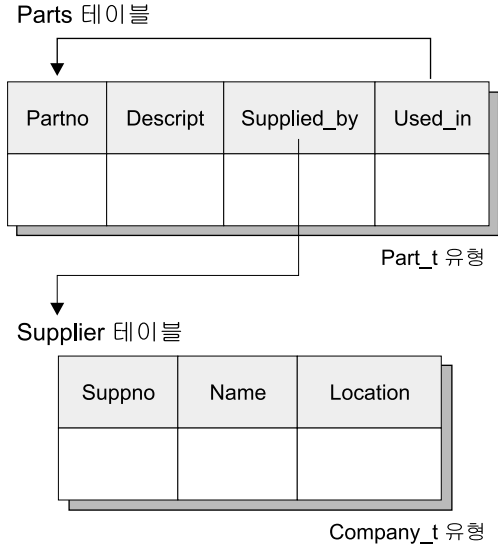 Parts 테이블
Partno Descript Supplied_by Used_in
Part_t 유형
Supplier 테이블
Suppno Name Location
Company_t 유형